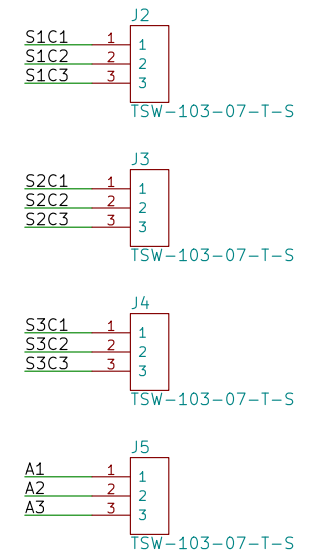 J2
S1C1 1 1
S1C2 2 2
S1C3 3 3
TSW-103-07-T-S
J3
S2C1 1 1
S2C2 2 2
S2C3 3 3
TSW-103-07-T-S
J4
S3C1 1 1
S3C2 2 2
S3C3 3 3
TSW-103-07-T-S
J5
A1 1 1
A2 2 2
A3 3 3
TSW-103-07-T-S